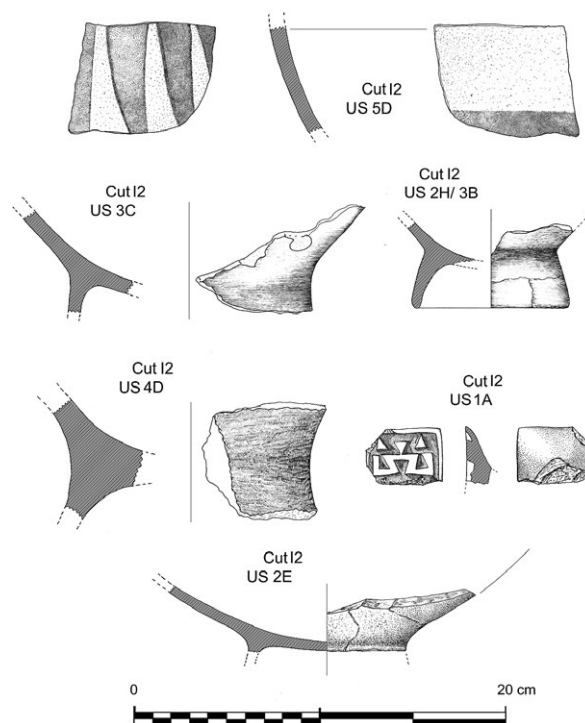 Cut I2
US 5D
Cut I2
US 3C
Cut I2
US 2H/ 3B
Cut I2
US 4D
Cut I2
US 1A
Cut I2
US 2E
0
20 cm